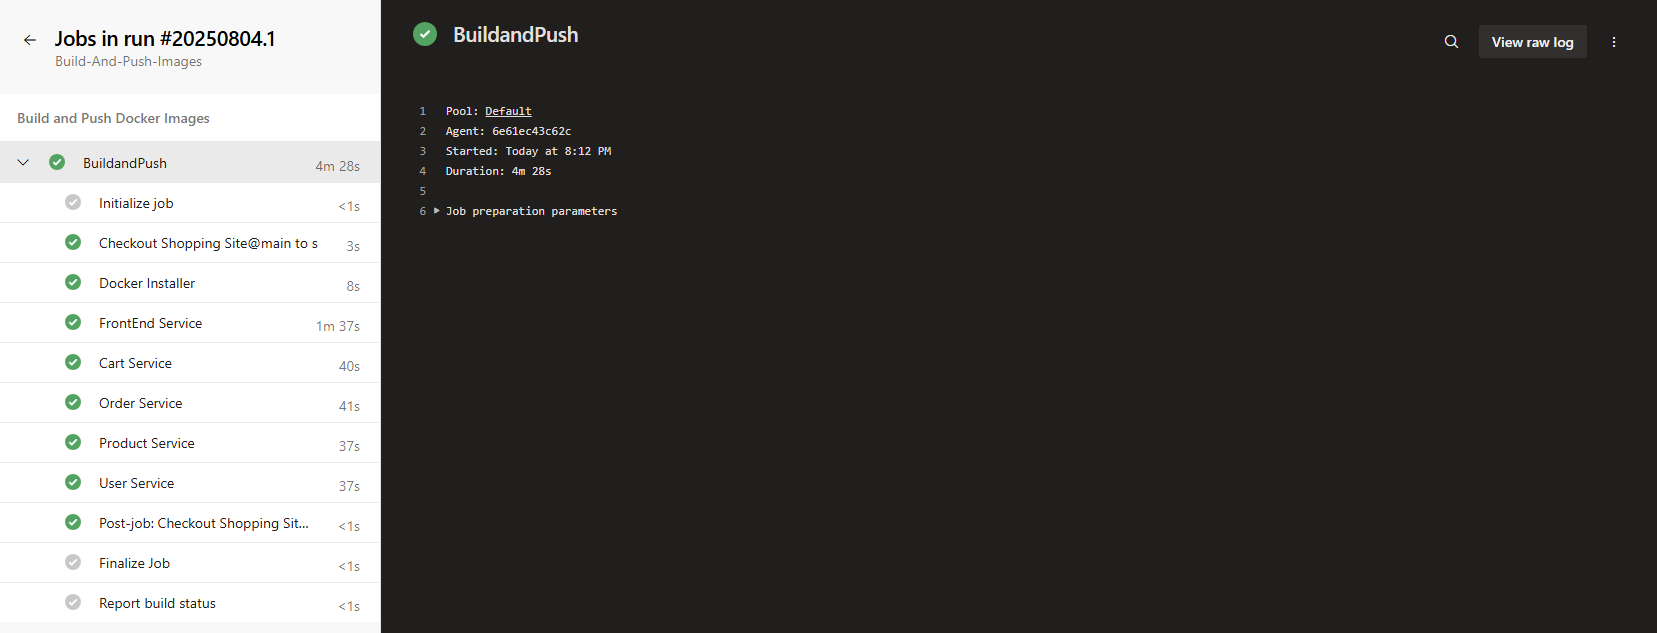 Jobs in run #20250804.1
Build-And-Push-Images
Build and Push Docker Images
BuildandPush 4m 28s
Initialize job <1s
Checkout Shopping Site@main to s 3s
Docker Installer 8s
FrontEnd Service 1m 37s
Cart Service 40s
Order Service 41s
Product Service 37s
User Service 37s
Post-job: Checkout Shopping Sit... <1s
Finalize Job <1s
Report build status <1s
BuildandPush
View raw log
1 Pool: Default
2 Agent: 6e61ec43c62c
3 Started: Today at 8:12 PM
4 Duration: 4m 28s
5
6 Job preparation parameters